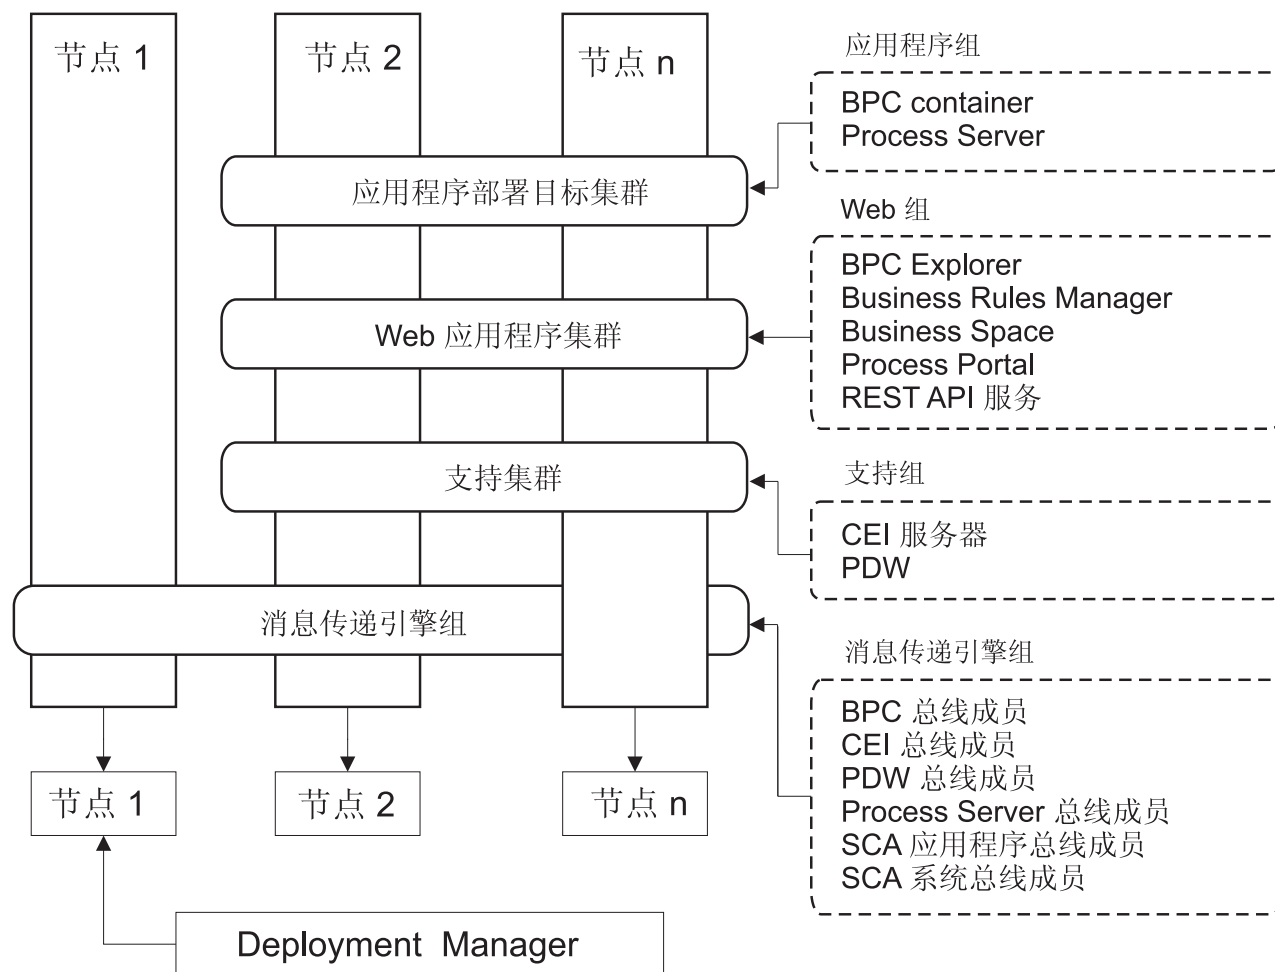 节点 1
节点 2
节点 n
应用程序组
BPC container
Process Server
应用程序部署目标集群
Web 组
BPC Explorer
Business Rules Manager
Business Space
Process Portal
REST API 服务
Web 应用程序集群
支持组
支持集群
CEI 服务器
PDW
消息传递引擎组
消息传递引擎组
BPC 总线成员
CEI 总线成员
PDW 总线成员
Process Server 总线成员
SCA 应用程序总线成员
SCA 系统总线成员
节点 1
节点 2
节点 n
Deployment Manager